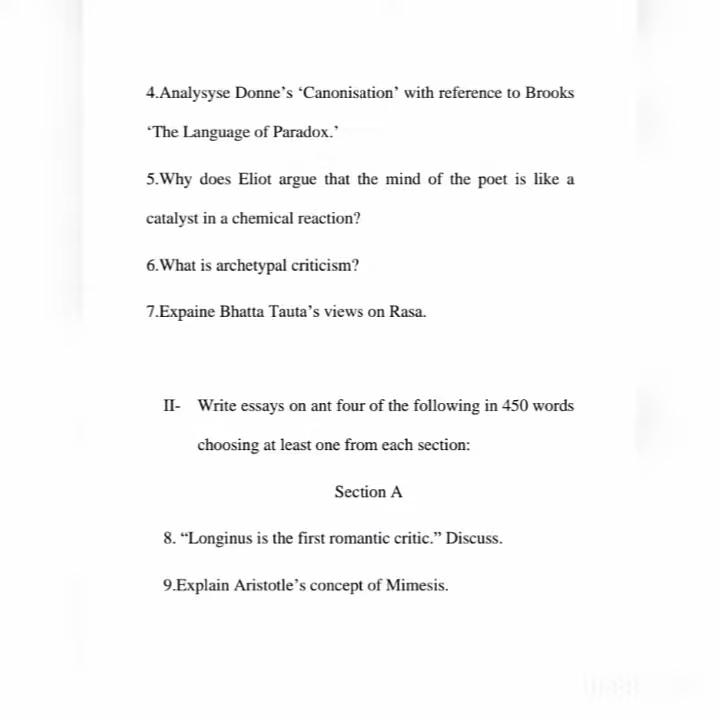 4.Analysyse Donne's ‘Canonisation’ with reference to Brooks
‘The Language of Paradox.’
5.Why does Eliot argue that the mind of the poet is like a
catalyst in a chemical reaction?
6.What is archetypal criticism?
7.Expaine Bhatta Tauta's views on Rasa.
II- Write essays on ant four of the following in 450 words
choosing at least one from each section:
Section A
8. “Longinus is the first romantic critic.” Discuss.
9.Explain Aristotle's concept of Mimesis.